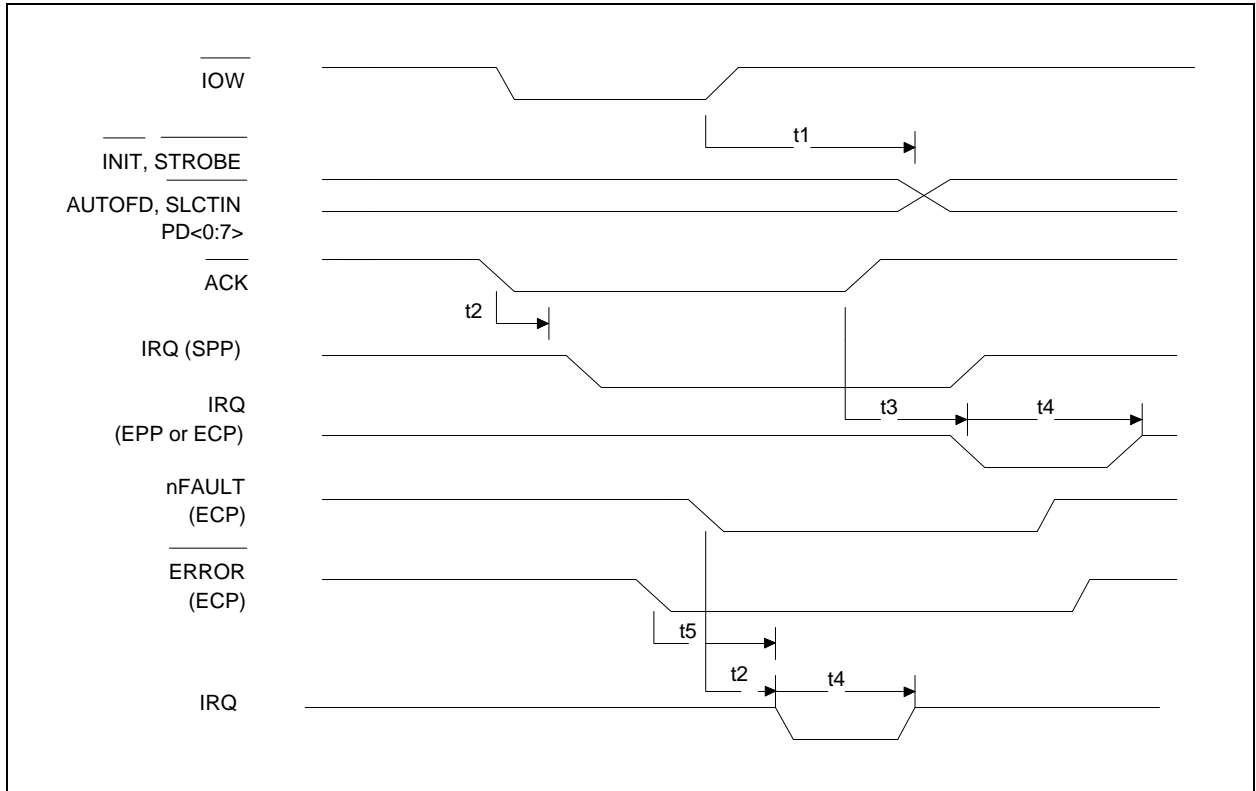 IOW
t1
INIT, STROBE
AUTOFD, SLCTIN
PD<0:7>
ACK
t2
IRQ (SPP)
IRQ
(EPP or ECP)
t3
t4
nFAULT
(ECP)
ERROR
(ECP)
t5
t2
t4
IRQ